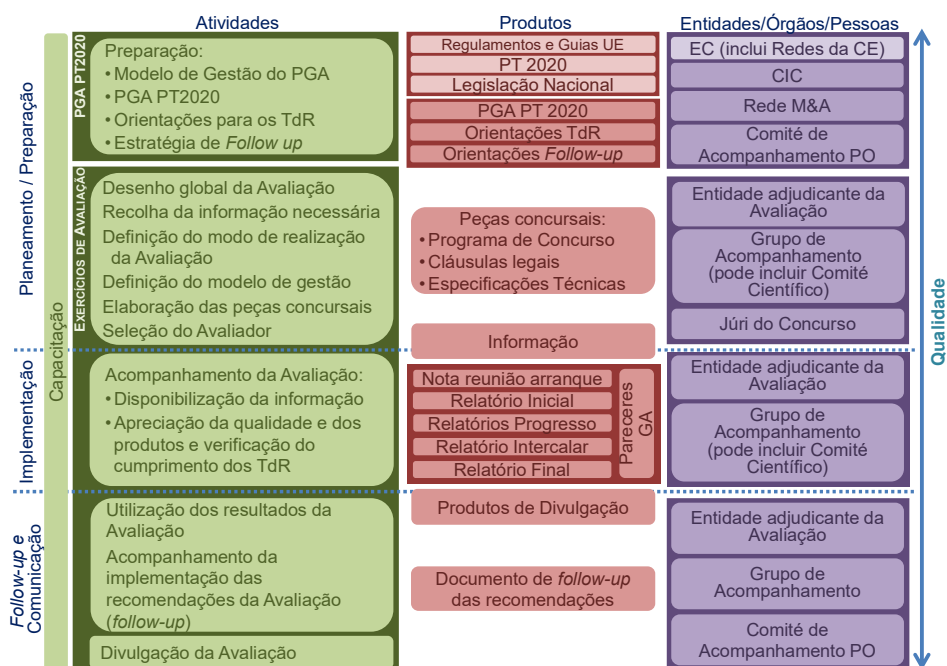 Atividades
Produtos
Entidades/Órgãos/Pessoas
Planeamento / Preparação
Capacitação
PGA PT2020
Preparação:
• Modelo de Gestão do PGA
• PGA PT2020
• Orientações para os TdR
• Estratégia de Follow up
Regulamentos e Guias UE
PT 2020
Legislação Nacional
PGA PT 2020
Orientações TdR
Orientações Follow-up
EC (inclui Redes da CE)
CIC
Rede M&A
Comité de
Acompanhamento PO
EXERCÍCIOS DE AVALIAÇÃO
Desenho global da Avaliação
Recolha da informação necessária
Definição do modo de realização
da Avaliação
Definição do modelo de gestão
Elaboração das peças concursais
Seleção do Avaliador
Peças concursais:
• Programa de Concurso
• Cláusulas legais
• Especificações Técnicas
Informação
Entidade adjudicante da
Avaliação
Grupo de
Acompanhamento
(pode incluir Comité
Científico)
Júri do Concurso
Qualidade
Implementação
Acompanhamento da Avaliação:
• Disponibilização da informação
• Apreciação da qualidade e dos
produtos e verificação do
cumprimento dos TdR
Nota reunião arranque
Relatório Inicial
Relatórios Progresso
Relatório Intercalar
Relatório Final
Pareceres
GA
Entidade adjudicante da
Avaliação
Grupo de
Acompanhamento
(pode incluir Comité
Científico)
Follow-up e
Comunicação
Utilização dos resultados da
Avaliação
Acompanhamento da
implementação das
recomendações da Avaliação
(follow-up)
Divulgação da Avaliação
Produtos de Divulgação
Documento de follow-up
das recomendações
Entidade adjudicante da
Avaliação
Grupo de
Acompanhamento
Comité de
Acompanhamento PO